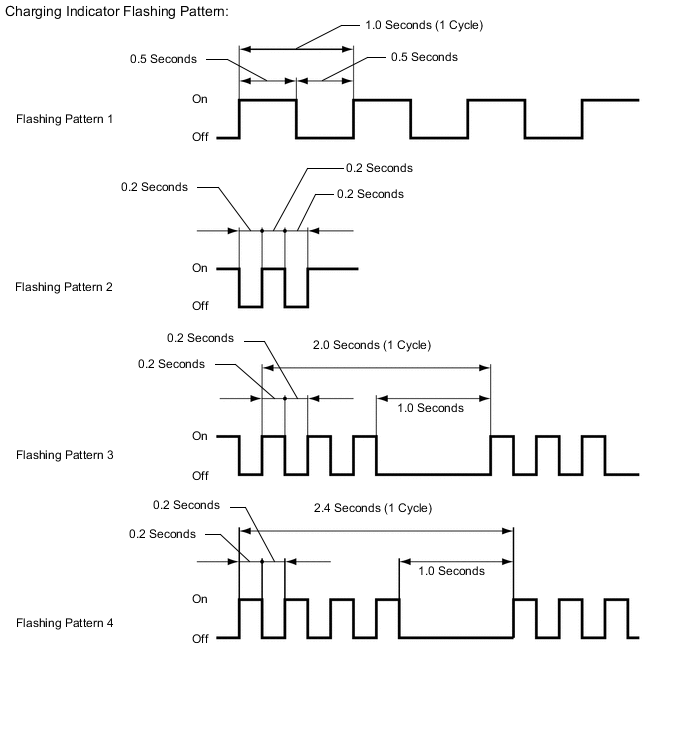 Charging Indicator Flashing Pattern:
1.0 Seconds (1 Cycle)
0.5 Seconds
0.5 Seconds
On
Flashing Pattern 1
Off
0.2 Seconds
0.2 Seconds
0.2 Seconds
On
Flashing Pattern 2
Off
0.2 Seconds
2.0 Seconds (1 Cycle)
0.2 Seconds
1.0 Seconds
On
Flashing Pattern 3
Off
0.2 Seconds
2.4 Seconds (1 Cycle)
0.2 Seconds
1.0 Seconds
On
Flashing Pattern 4
Off